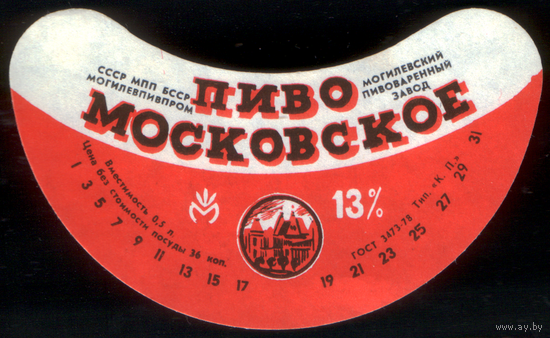 СССР МПП БССР
МОГИЛЕВПИВПРОМ
ПИВО
МОСКОВСКОЕ
МОГИЛЕВСКИЙ
ПИВОВАРЕННЫЙ
ЗАВОД
Вместимость 0,5 л.
Цена без стоимости посуды 36 коп.
13%
ГОСТ 3473-78 Тип. «К. П.»
1 3 5 7 9 11 13 15 17 19 21 23 25 27 29 31
www.ay.by